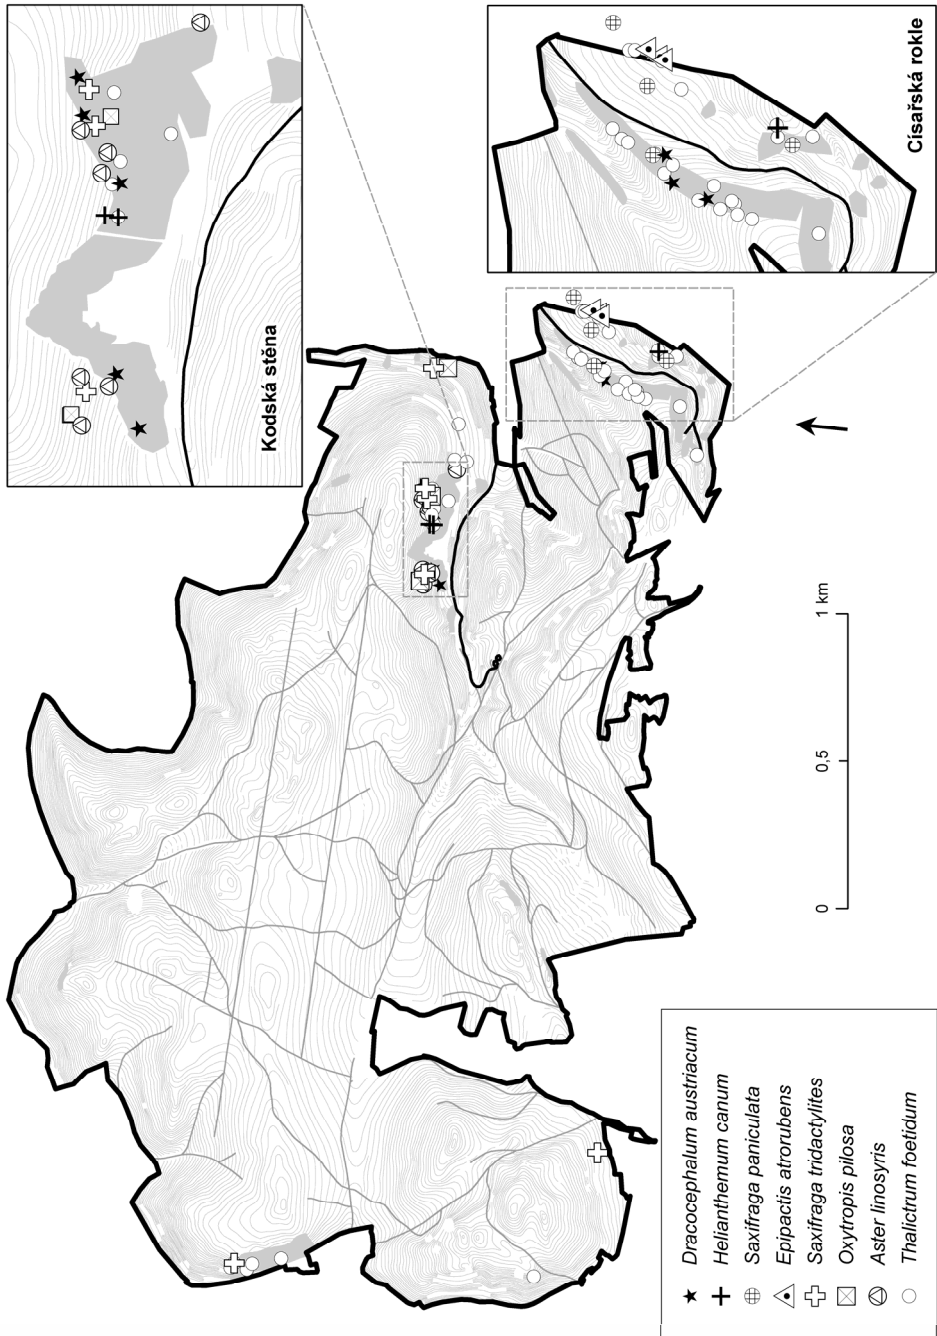 Kodská stěna
Císařská rokle
0
0,5
1 km
Dracocephalum austriacum
Helianthemum canum
Saxifraga paniculata
Epipactis atrorubens
Saxifraga tridactylites
Oxytropis pilosa
Aster linosyris
Thalictrum foetidum